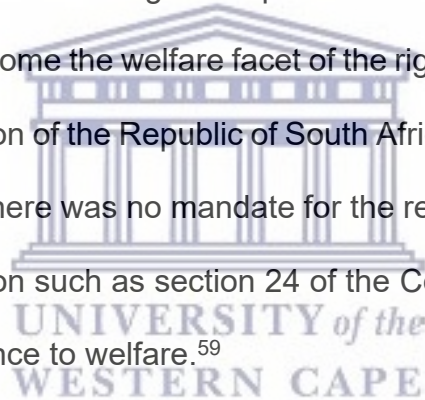 ome the welfare facet of the rig
on of the Republic of South Afri
here was no mandate for the re
on such as section 24 of the C
UNIVERSITY of the
nce to welfare.59
WESTERN CAPE